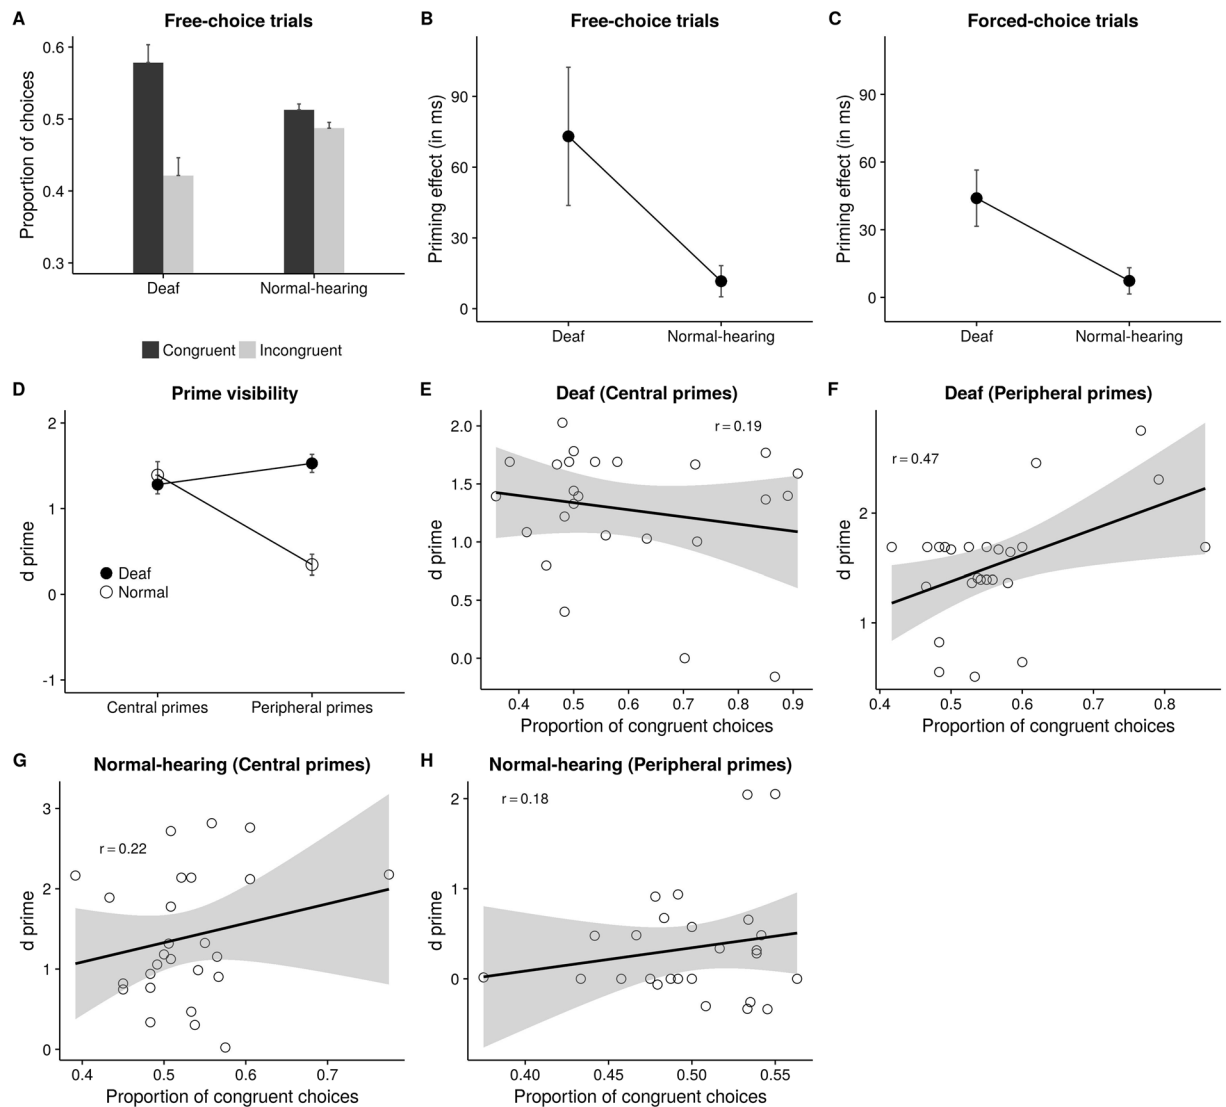 A
Free-choice trials
Proportion of choices
0.6
0.5
0.4
0.3
Deaf
Normal-hearing
Congruent
Incongruent
B
Free-choice trials
Priming effect (in ms)
90
60
30
0
Deaf
Normal-hearing
C
Forced-choice trials
Priming effect (in ms)
90
60
30
0
Deaf
Normal-hearing
D
Prime visibility
d prime
2
1
0
-1
Deaf
Normal
Central primes
Peripheral primes
E
Deaf (Central primes)
r = 0.19
d prime
2.0
1.5
1.0
0.5
0.0
0.4 0.5 0.6 0.7 0.8 0.9
Proportion of congruent choices
F
Deaf (Peripheral primes)
r = 0.47
d prime
2
1
0.4 0.5 0.6 0.7 0.8
Proportion of congruent choices
G
Normal-hearing (Central primes)
r = 0.22
d prime
3
2
1
0
0.4 0.5 0.6 0.7
Proportion of congruent choices
H
Normal-hearing (Peripheral primes)
r = 0.18
d prime
2
1
0
0.40 0.45 0.50 0.55
Proportion of congruent choices